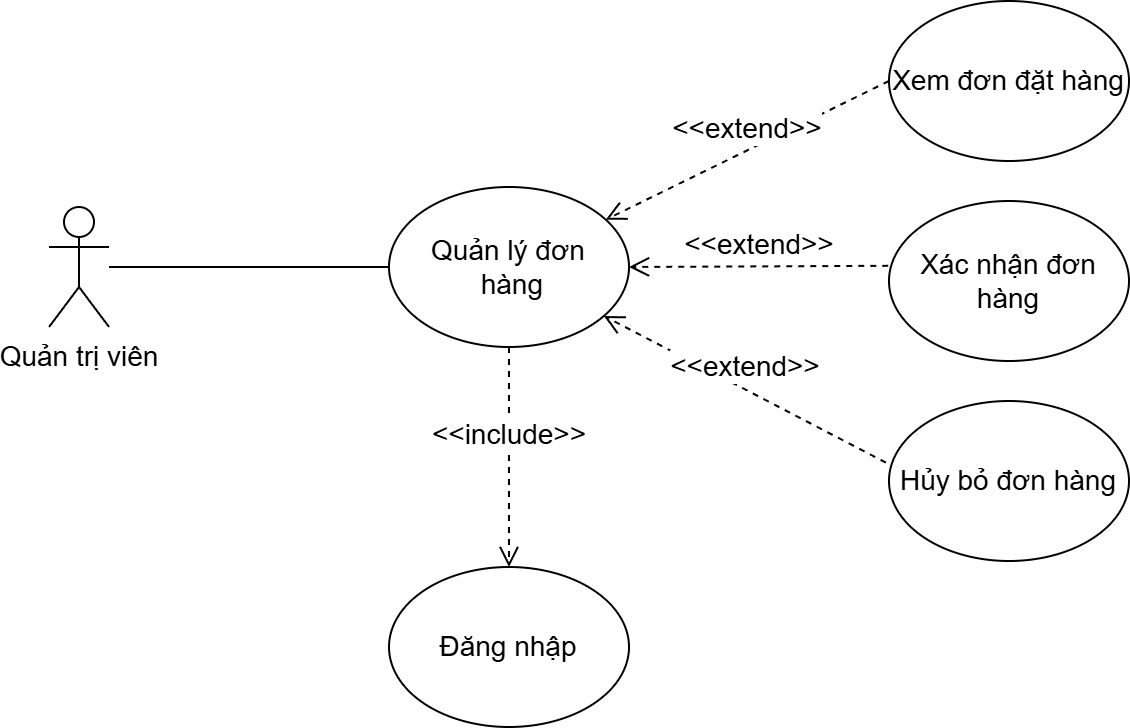 Xem đơn đặt hàng
<<extend>>
Quản lý đơn
hàng
<<extend>>
Xác nhận đơn
hàng
Quản trị viên
<<extend>>
<<include>>
Hủy bỏ đơn hàng
Đăng nhập